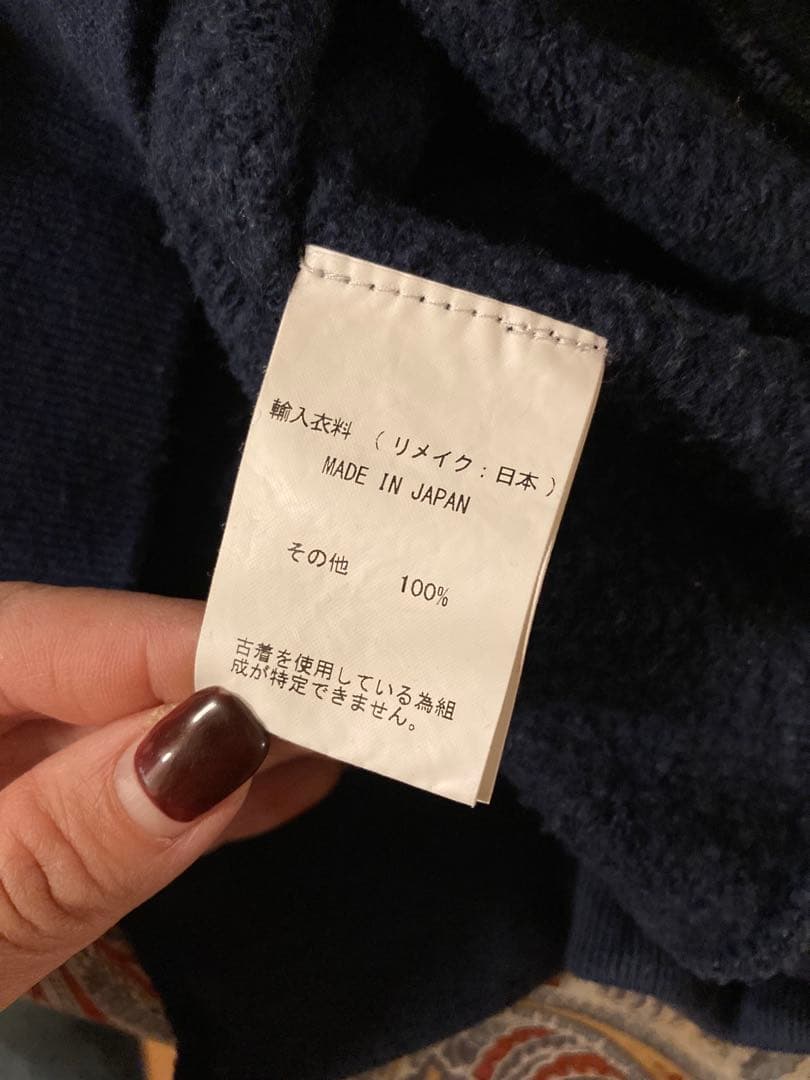 輸入衣料 （リメイク：日本）
MADE IN JAPAN
その他 100%
古着を使用している為組
成が特定できません。